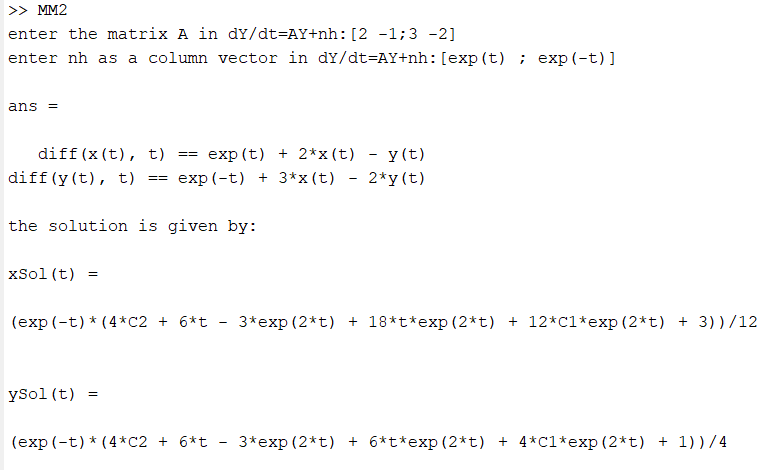 >> MM2
enter the matrix A in dY/dt=AY+nh:[2 -1;3 -2]
enter nh as a column vector in dY/dt=AY+nh:[exp(t) ; exp(-t)]
ans =
diff(x(t), t) == exp(t) + 2*x(t) - y(t)
diff(y(t), t) == exp(-t) + 3*x(t) - 2*y(t)
the solution is given by:
xSol(t) =
(exp(-t)*(4*C2 + 6*t - 3*exp(2*t) + 18*t*exp(2*t) + 12*C1*exp(2*t) + 3))/12
ySol(t) =
(exp(-t)*(4*C2 + 6*t - 3*exp(2*t) + 6*t*exp(2*t) + 4*C1*exp(2*t) + 1))/4